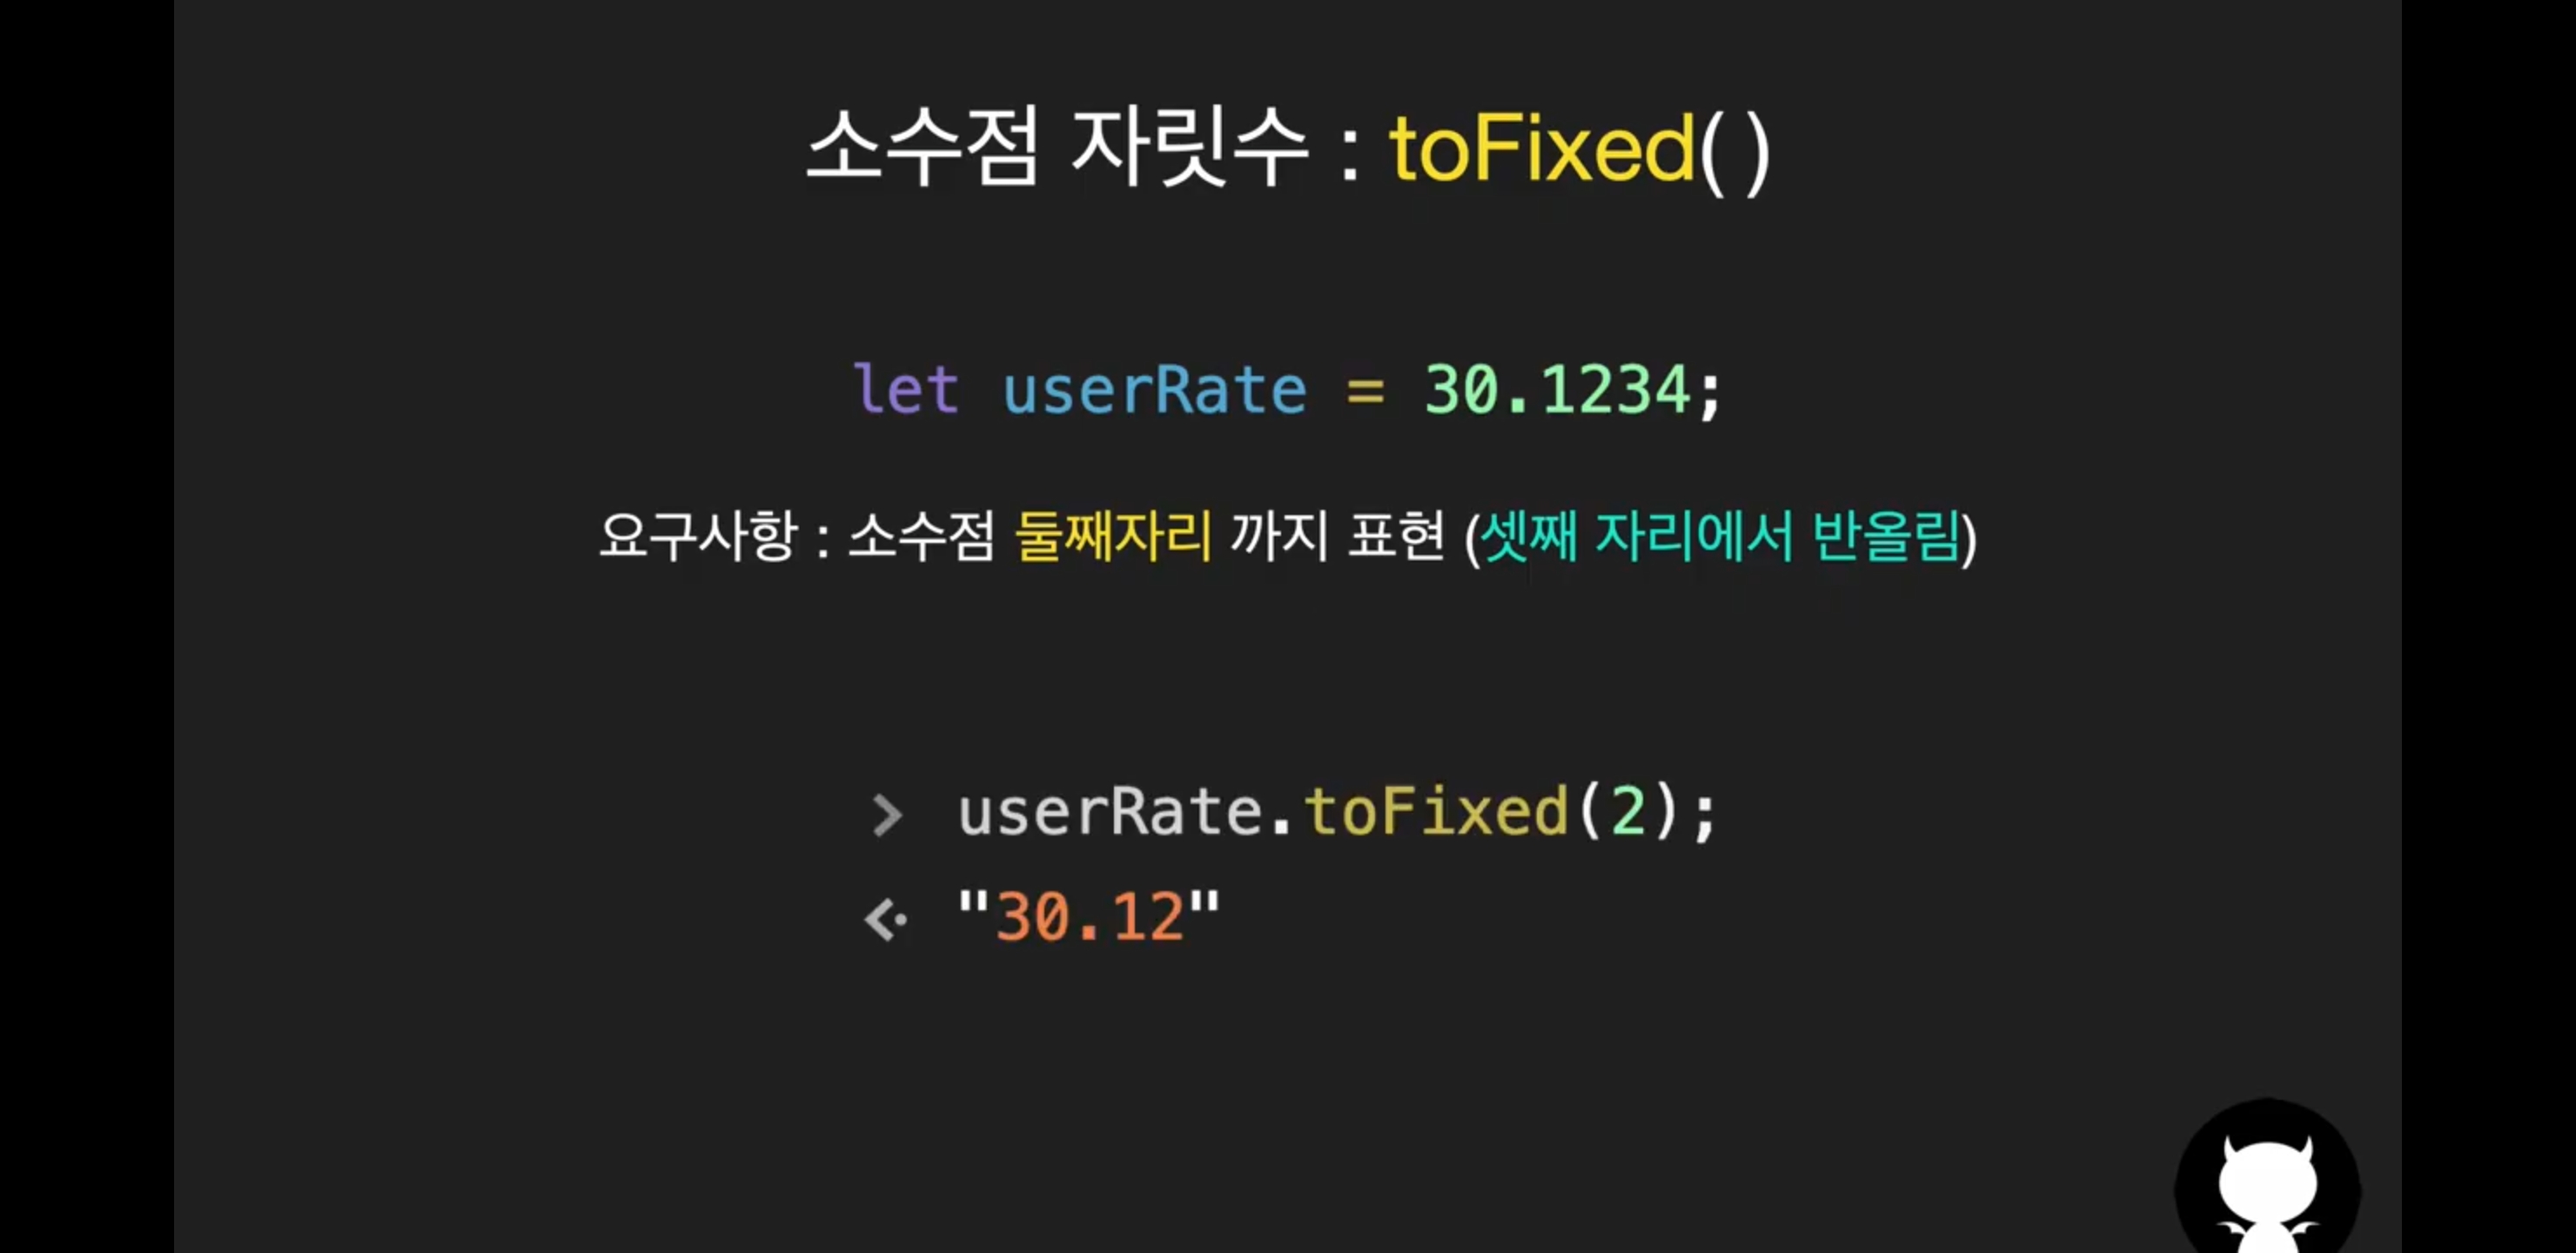 소수점 자릿수 : toFixed()
let userRate = 30.1234;
요구사항 : 소수점 둘째자리 까지 표현 (셋째 자리에서 반올림)
> userRate.toFixed(2);
<· "30.12"